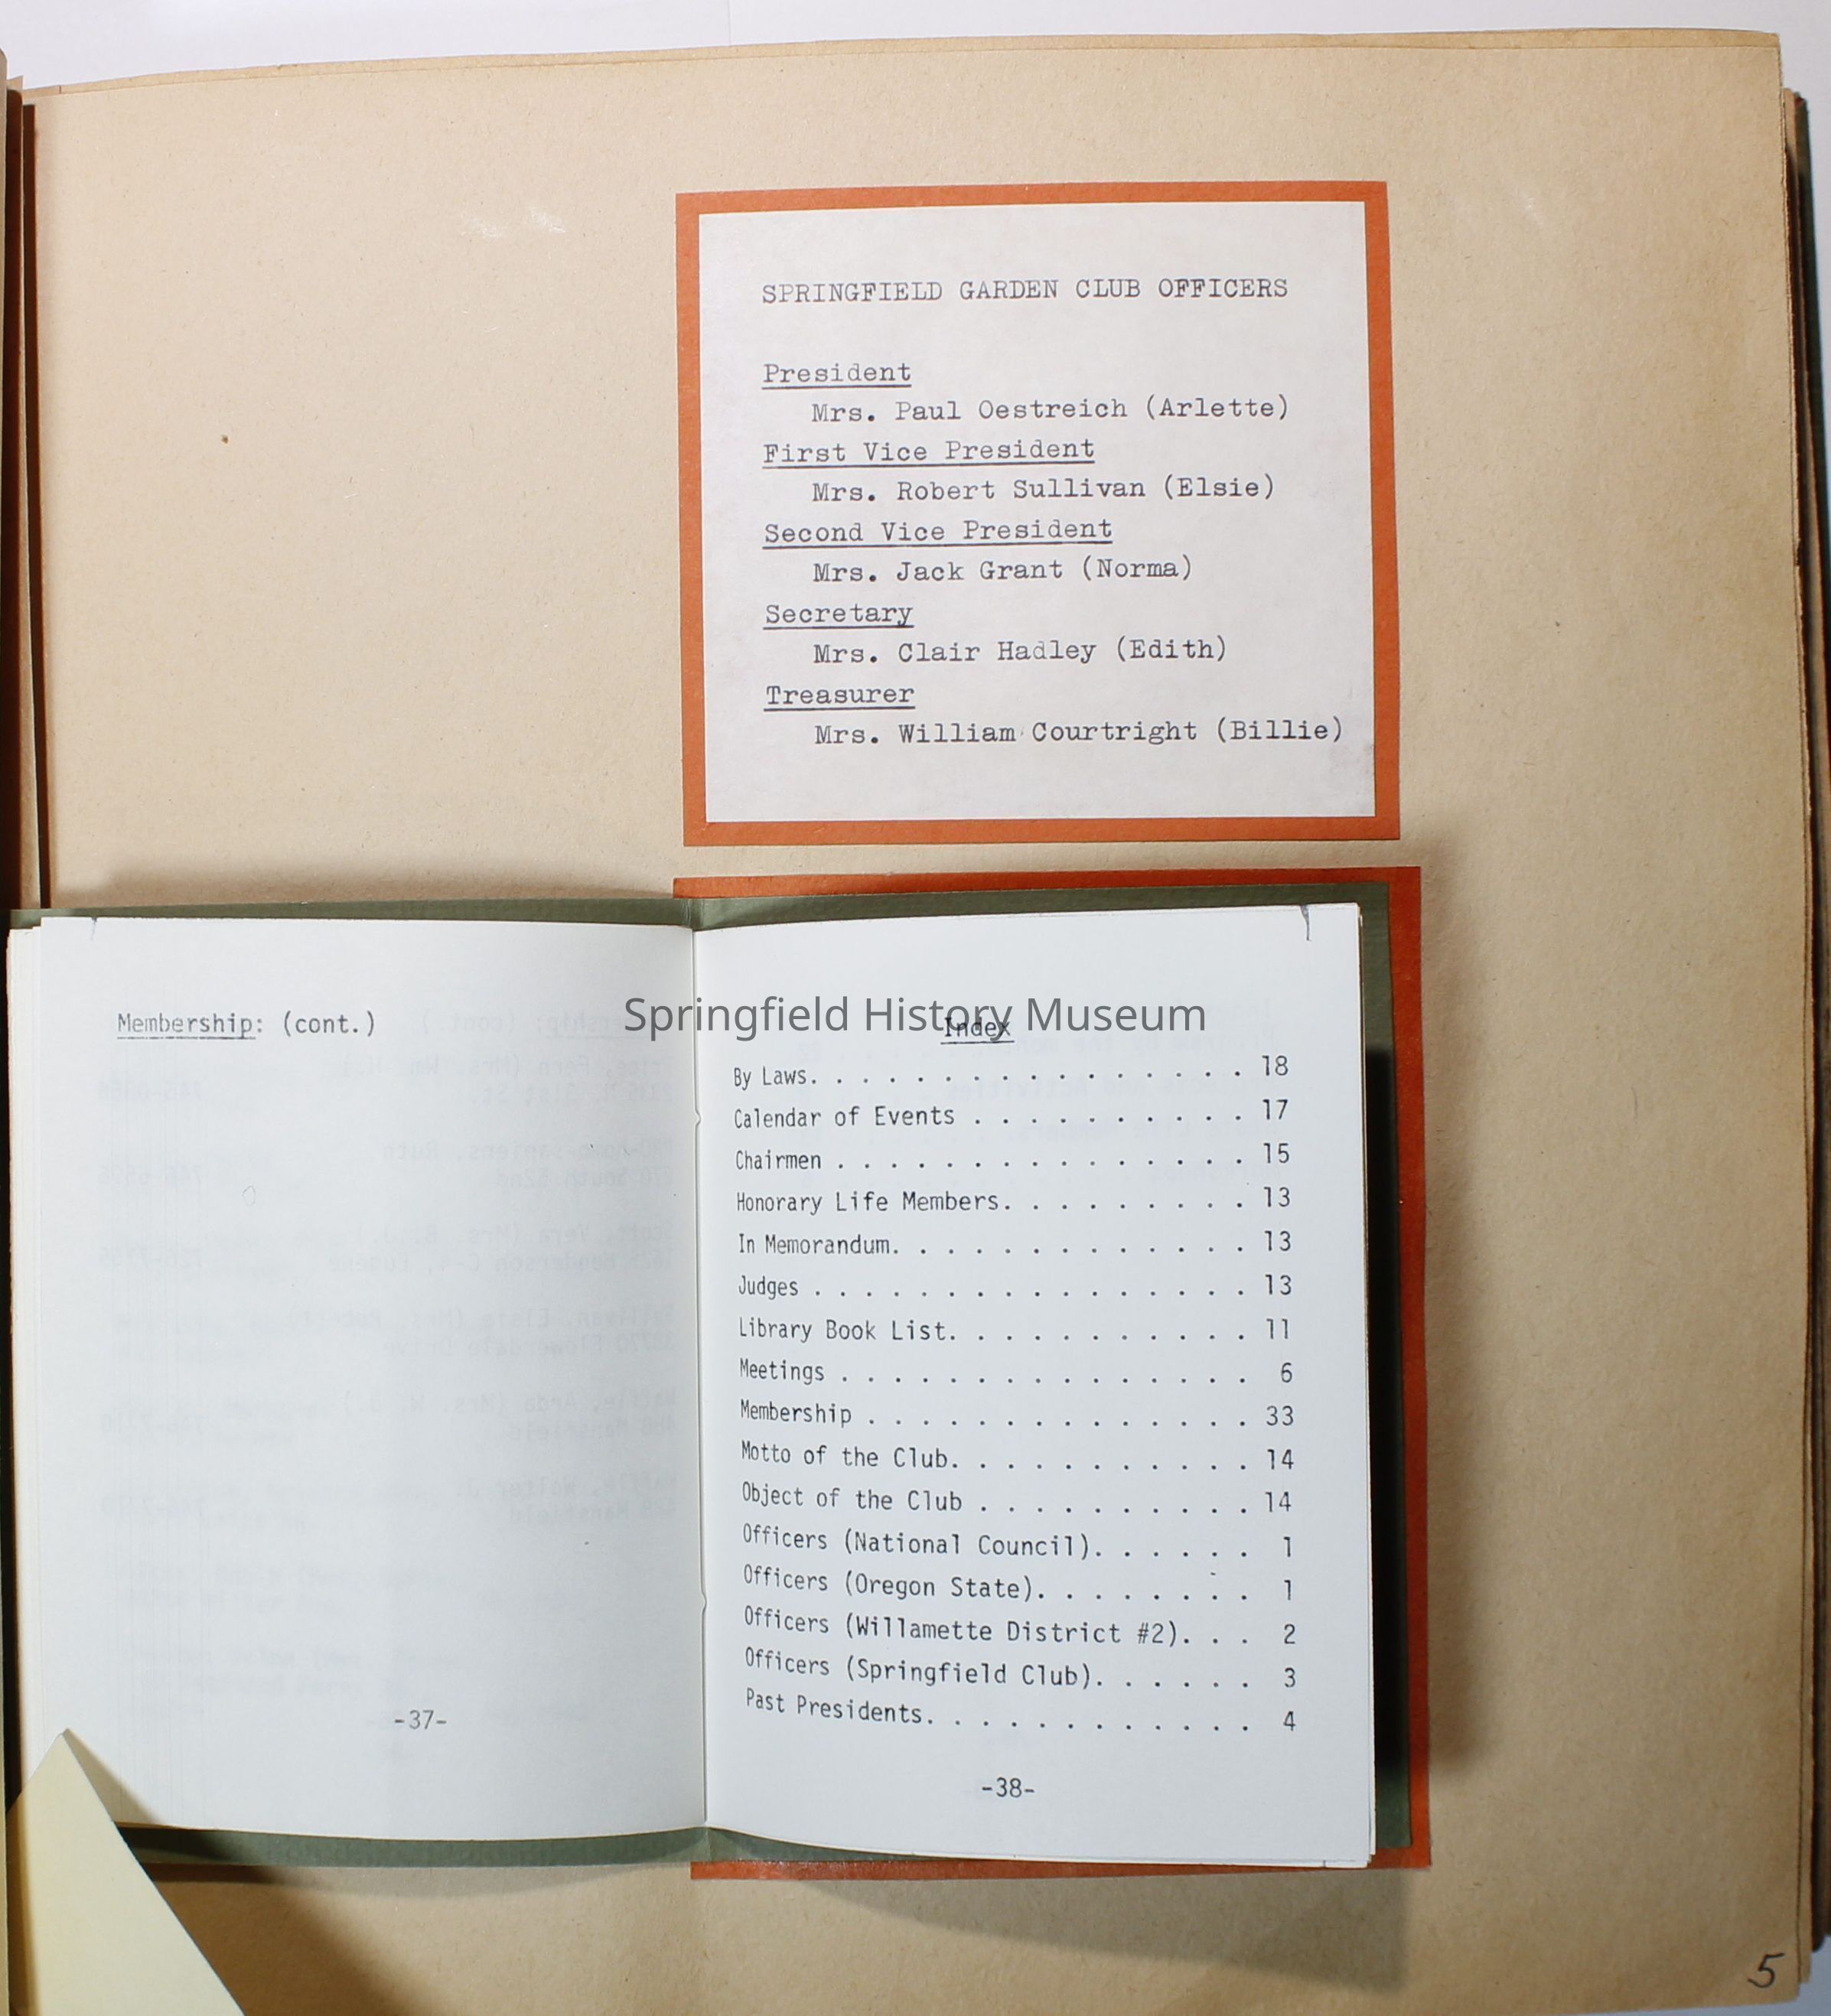 SPRINGFIELD GARDEN CLUB OFFICERS
President
Mrs. Paul Oestreich (Arlette)
First Vice President
Mrs. Robert Sullivan (Elsie)
Second Vice President
Mrs. Jack Grant (Norma)
Secretary
Mrs. Clair Hadley (Edith)
Treasurer
Mrs. William Courtright (Billie)
Membership: (cont.)
-37-
Springfield History Museum
Index
By Laws. . . . . . . . . . . . . . . . . 18
Calendar of Events . . . . . . . . . . . 17
Chairmen . . . . . . . . . . . . . . . . 15
Honorary Life Members. . . . . . . . . . 13
In Memorandum. . . . . . . . . . . . . . 13
Judges . . . . . . . . . . . . . . . . . 13
Library Book List. . . . . . . . . . . . 11
Meetings . . . . . . . . . . . . . . . . 6
Membership . . . . . . . . . . . . . . . 33
Motto of the Club. . . . . . . . . . . . 14
Object of the Club . . . . . . . . . . . 14
Officers (National Council). . . . . . 1
Officers (Oregon State). . . . . . . . 1
Officers (Willamette District #2). . . 2
Officers (Springfield Club). . . . . . 3
Past Presidents. . . . . . . . . . . . . 4
-38-
5